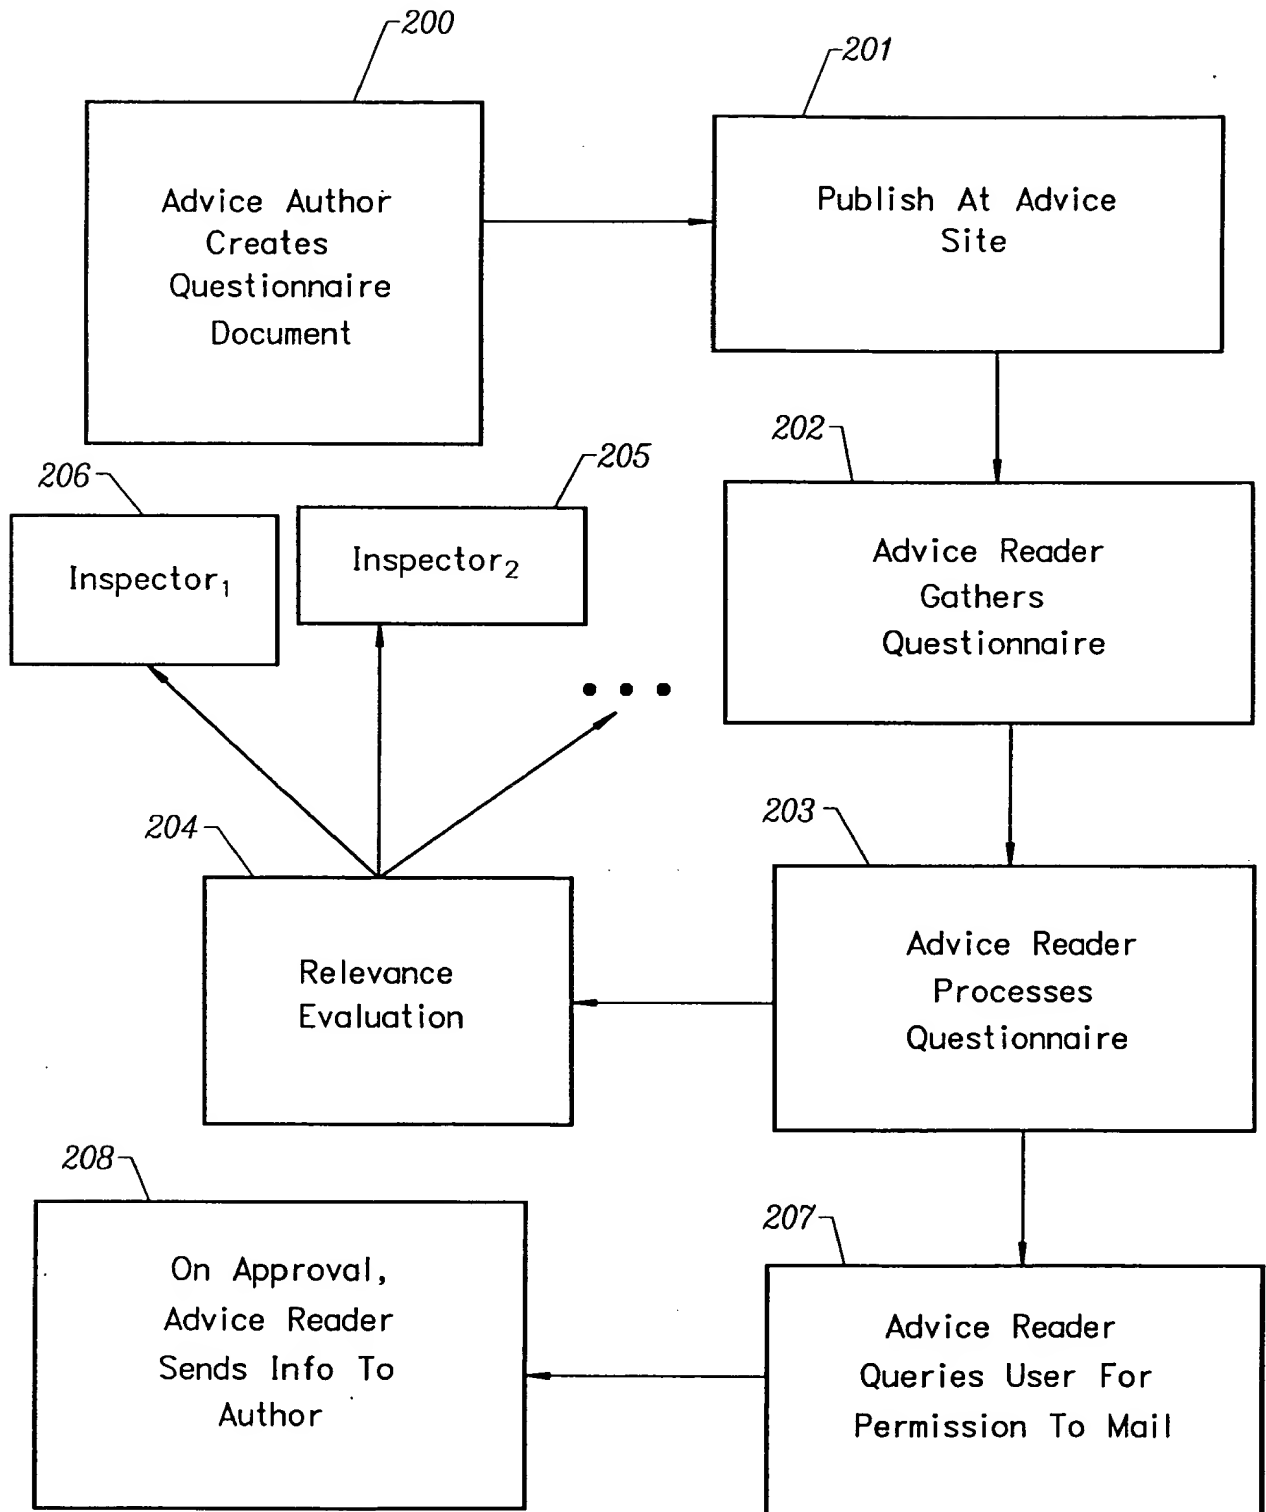 200
Advice Author
Creates
Questionnaire
Document
201
Publish At Advice
Site
202
Advice Reader
Gathers
Questionnaire
206
Inspector₁
205
Inspector₂
• • •
203
Advice Reader
Processes
Questionnaire
204
Relevance
Evaluation
207
Advice Reader
Queries User For
Permission To Mail
208
On Approval,
Advice Reader
Sends Info To
Author